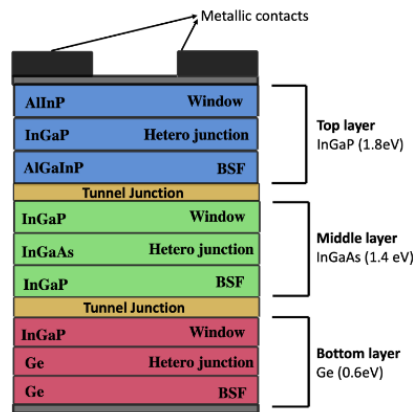 Metallic contacts
AlInP Window
InGaP Hetero junction
AlGaInP BSF
Top layer
InGaP (1.8eV)
Tunnel Junction
InGaP Window
InGaAs Hetero junction
InGaP BSF
Middle layer
InGaAs (1.4 eV)
Tunnel Junction
InGaP Window
Ge Hetero junction
Ge BSF
Bottom layer
Ge (0.6eV)